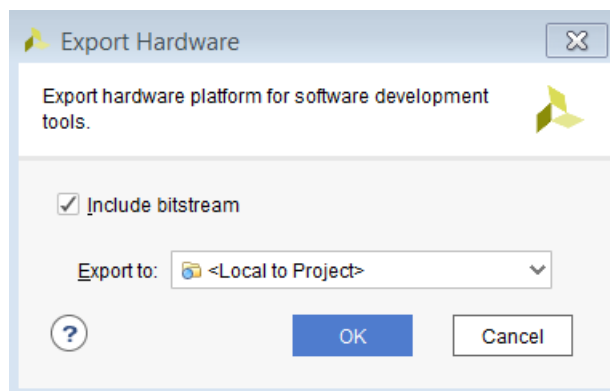 Export Hardware
Export hardware platform for software development
tools.
Include bitstream
Export to: <Local to Project>
? OK Cancel